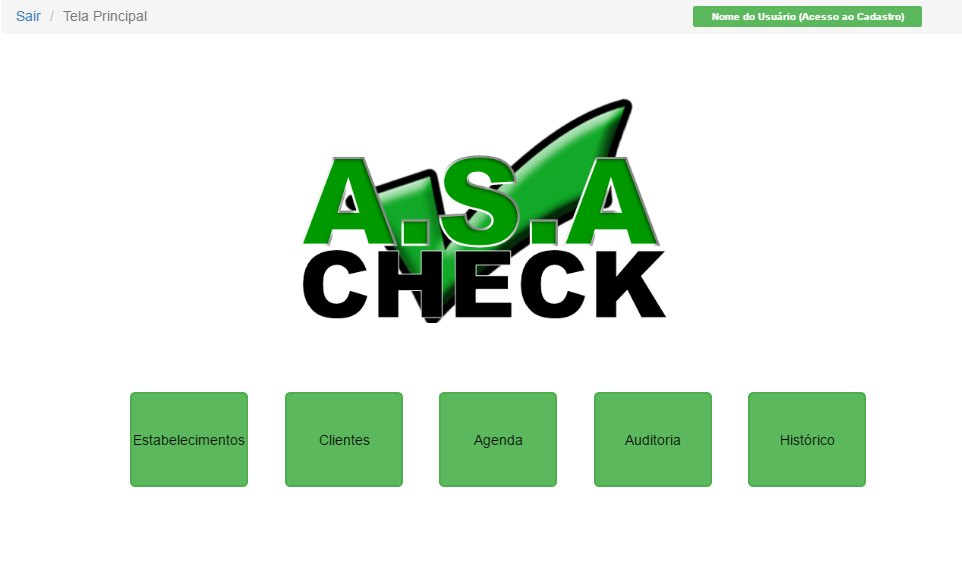 Sair / Tela Principal
Nome do Usuário (Acesso ao Cadastro)
A.S.A
CHECK
Estabelecimentos
Clientes
Agenda
Auditoria
Histórico